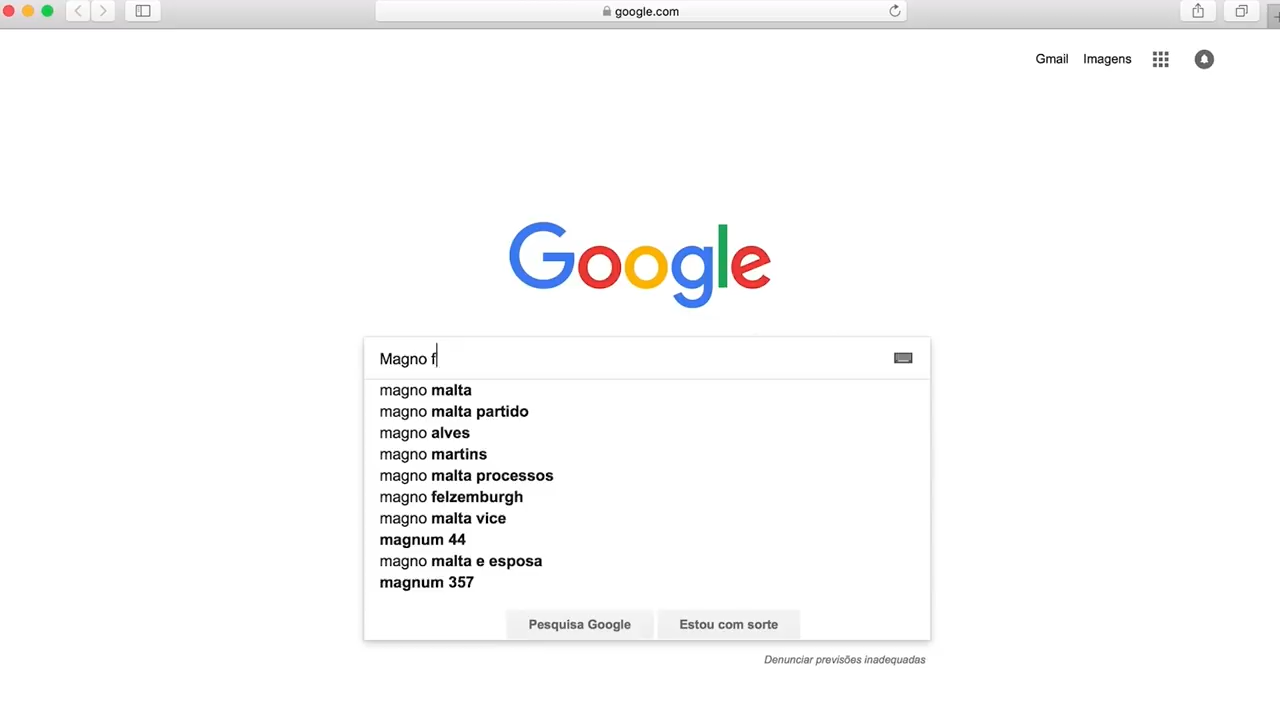 google.com
Gmail Imagens
Google
Magno f
magno malta
magno malta partido
magno alves
magno martins
magno malta processos
magno felzemburgh
magno malta vice
magnum 44
magno malta e esposa
magnum 357
Pesquisa Google Estou com sorte
Denunciar previsões inadequadas